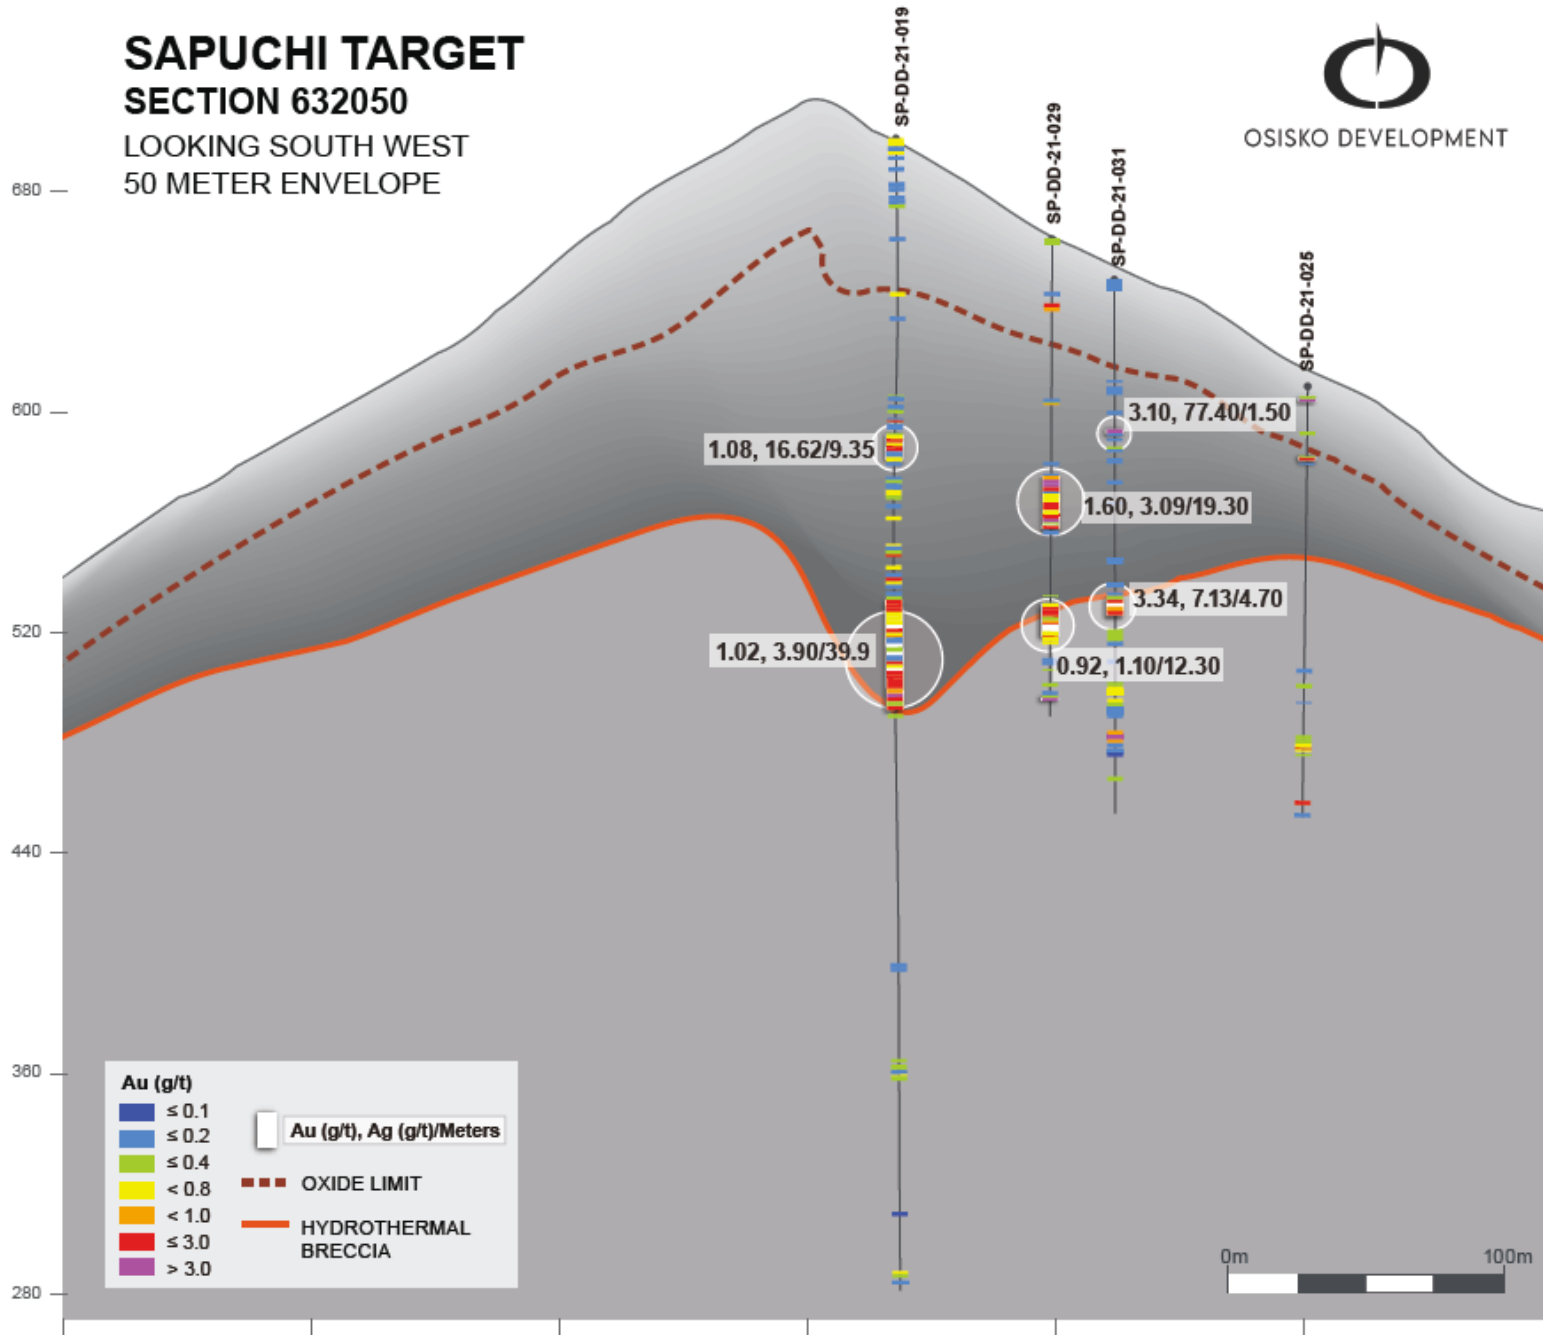 SAPUCHI TARGET
SECTION 632050
LOOKING SOUTH WEST
50 METER ENVELOPE
OSISKO DEVELOPMENT
SP-DD-21-019
SP-DD-21-029
SP-DD-21-031
SP-DD-21-025
680
600
520
440
360
280
3.10, 77.40/1.50
1.08, 16.62/9.35
1.60, 3.09/19.30
3.34, 7.13/4.70
1.02, 3.90/39.9
0.92, 1.10/12.30
Au (g/t)
≤ 0.1
≤ 0.2
≤ 0.4
< 0.8
< 1.0
≤ 3.0
> 3.0
Au (g/t), Ag (g/t)/Meters
OXIDE LIMIT
HYDROTHERMAL
BRECCIA
0m 100m